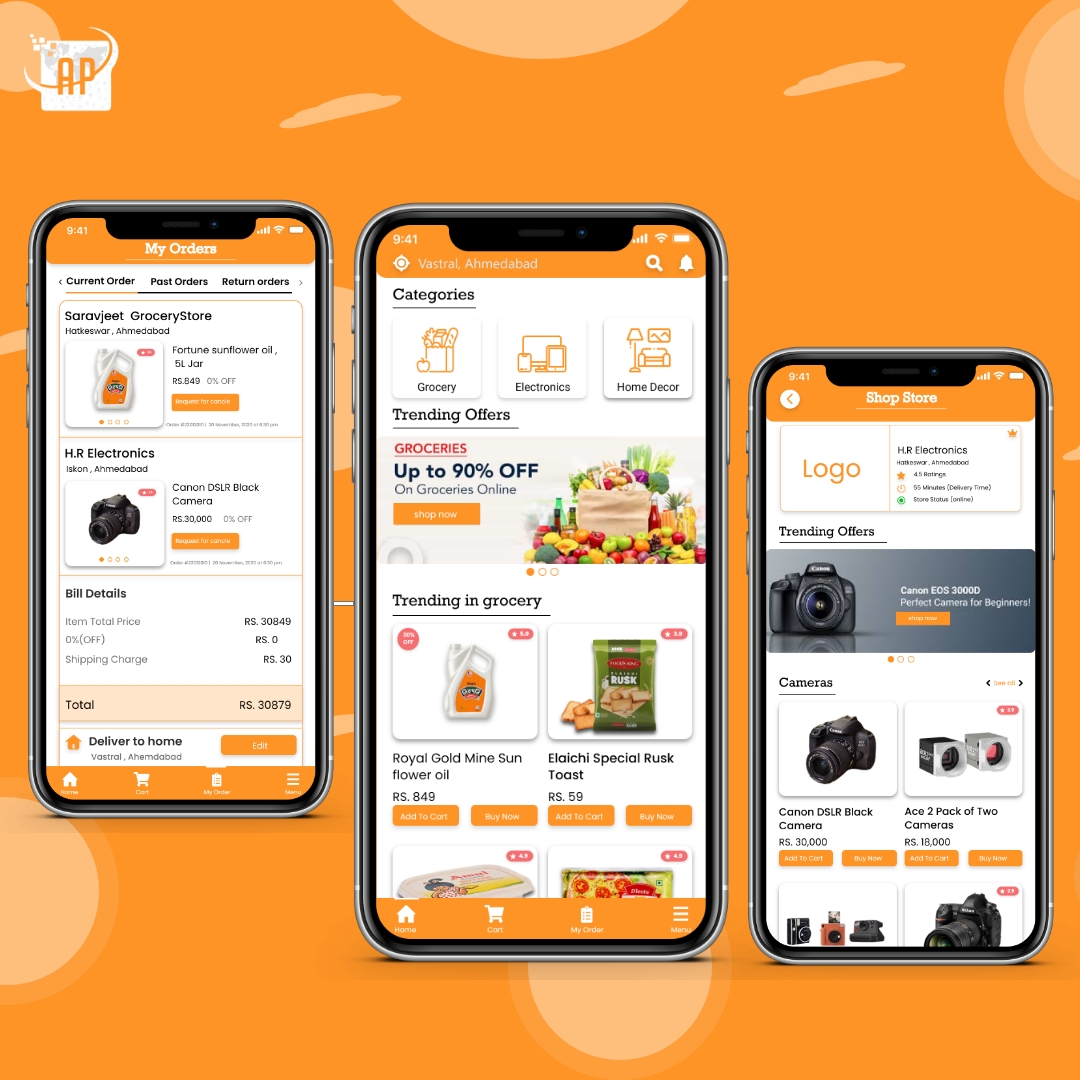 AP
9:41
My Orders
Current Order
Past Orders
Return orders
Saravjeet GroceryStore
Hatkeswar , Ahmedabad
Fortune sunflower oil ,
5L Jar
RS.849 0% OFF
Request for cancle
H.R Electronics
Iskon , Ahmedabad
Canon DSLR Black
Camera
RS.30,000 0% OFF
Request for cancle
Bill Details
Item Total Price RS. 30849
0%(OFF) RS. 0
Shipping Charge RS. 30
Total RS. 30879
Deliver to home
Vastral , Ahemdabad
Edit
Home
Cart
My Order
Menu
9:41
Vastral, Ahmedabad
Categories
Grocery
Electronics
Home Decor
Trending Offers
GROCERIES
Up to 90% OFF
On Groceries Online
shop now
Trending in grocery
30%
OFF
5.0
3.9
ELAICHI
RUSK
Royal Gold Mine Sun
flower oil
RS. 849
Add To Cart
Buy Now
Elaichi Special Rusk
Toast
RS. 59
Add To Cart
Buy Now
4.9
4.9
Amul
Home
Cart
My Order
Menu
9:41
Shop Store
Logo
H.R Electronics
Hatkeswar , Ahmedabad
4.5 Ratings
55 Minutes (Delivery Time)
Store Status (online)
Trending Offers
Canon
Canon EOS 3000D
Perfect Camera for Beginners!
shop now
Cameras
See all
3.9
Canon DSLR Black
Camera
RS. 30,000
Add To Cart
Buy Now
Ace 2 Pack of Two
Cameras
RS. 18,000
Add To Cart
Buy Now
3.9
Nikon